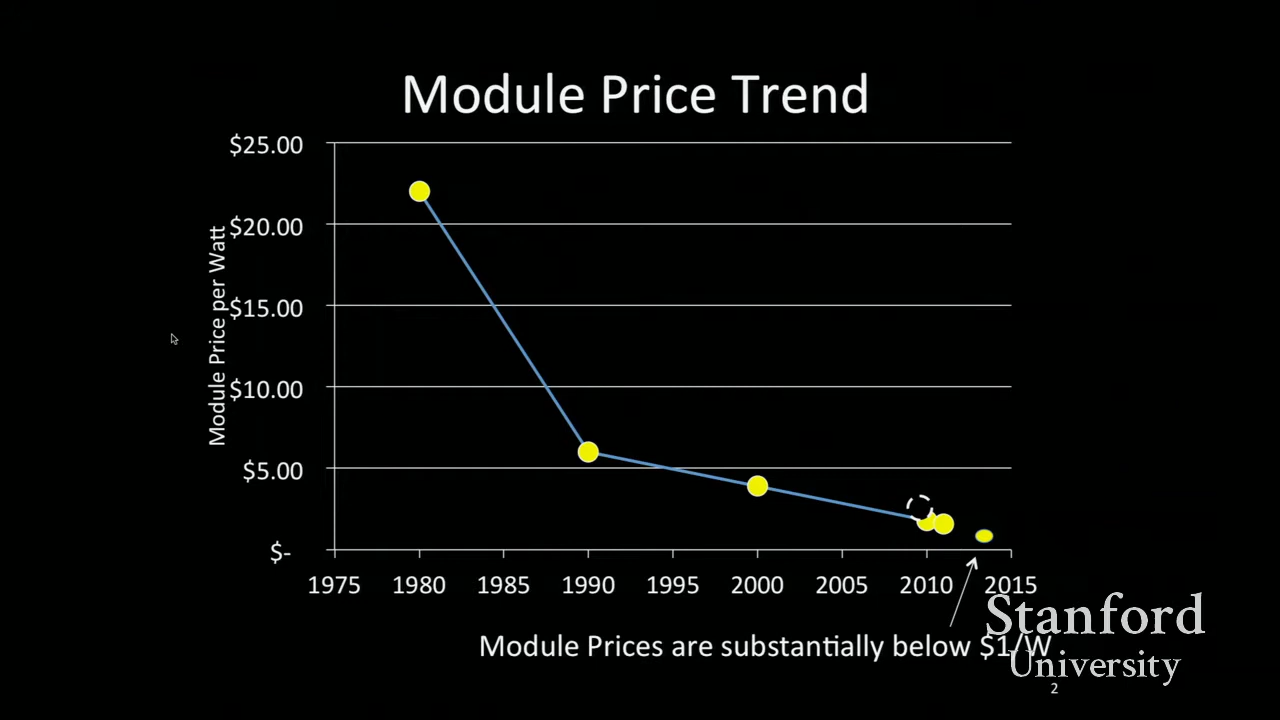 Module Price Trend
$25.00
$20.00
$15.00
$10.00
$5.00
$-
Module Price per Watt
1975 1980 1985 1990 1995 2000 2005 2010 2015
Module Prices are substantially below $1/W
Stanford
University
2